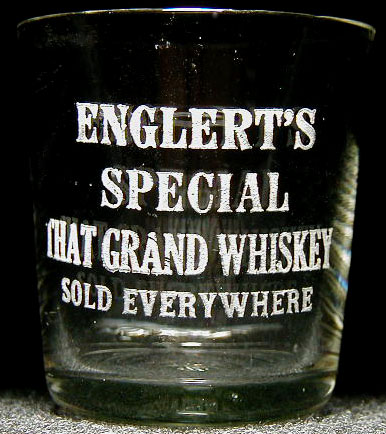 ENGLERT'S
SPECIAL
THAT GRAND WHISKEY
SOLD EVERYWHERE